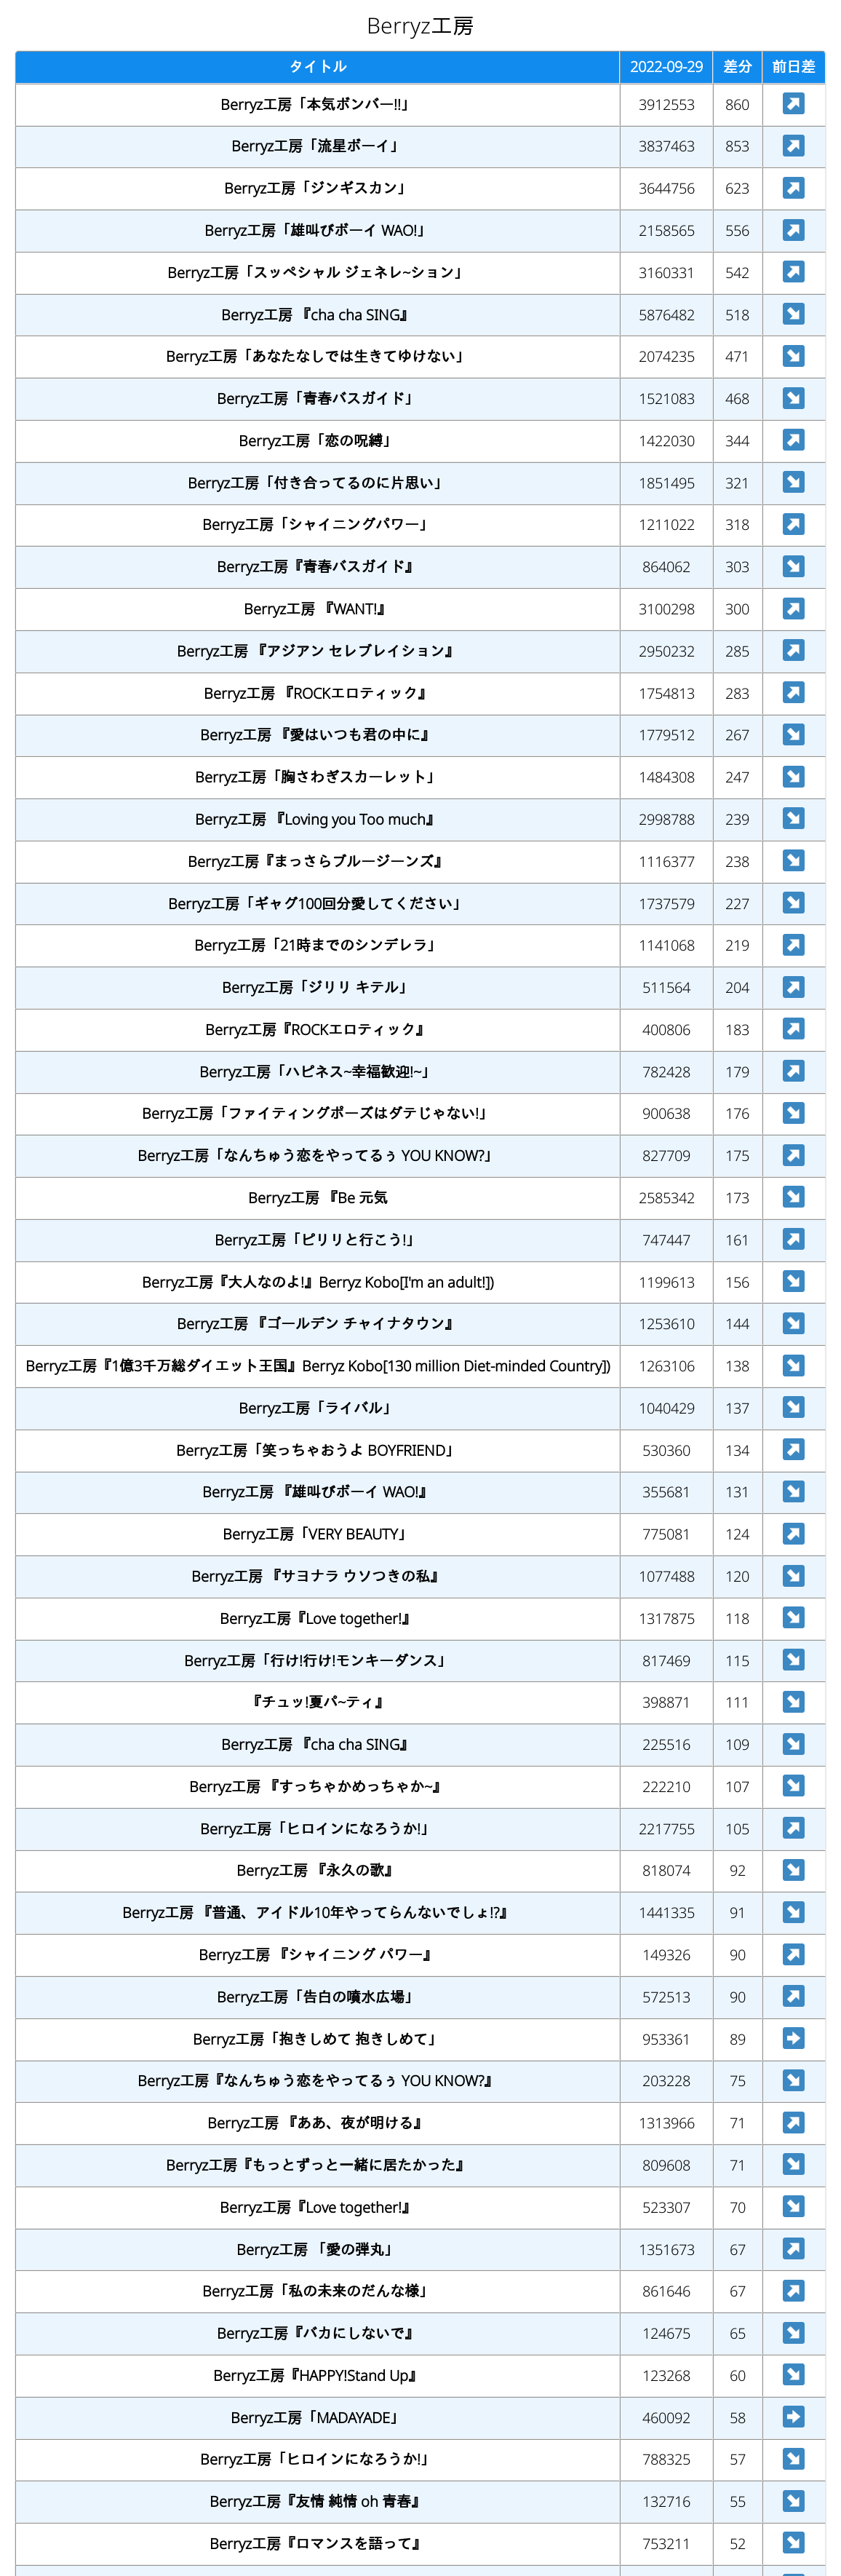 Berryz工房
タイトル 2022-09-29 差分 前日差
Berryz工房「本気ボンバー!!」 3912553 860
Berryz工房「流星ボーイ」 3837463 853
Berryz工房「ジンギスカン」 3644756 623
Berryz工房「雄叫びボーイ WAO!」 2158565 556
Berryz工房「スッペシャル ジェネレ~ション」 3160331 542
Berryz工房 『cha cha SING』 5876482 518
Berryz工房「あなたなしでは生きてゆけない」 2074235 471
Berryz工房「青春バスガイド」 1521083 468
Berryz工房「恋の呪縛」 1422030 344
Berryz工房「付き合ってるのに片思い」 1851495 321
Berryz工房「シャイニングパワー」 1211022 318
Berryz工房『青春バスガイド』 864062 303
Berryz工房 『WANT!』 3100298 300
Berryz工房 『アジアン セレブレイション』 2950232 285
Berryz工房 『ROCKエロティック』 1754813 283
Berryz工房 『愛はいつも君の中に』 1779512 267
Berryz工房「胸さわぎスカーレット」 1484308 247
Berryz工房 『Loving you Too much』 2998788 239
Berryz工房『まっさらブルージーンズ』 1116377 238
Berryz工房「ギャグ100回分愛してください」 1737579 227
Berryz工房「21時までのシンデレラ」 1141068 219
Berryz工房「ジリリ キテル」 511564 204
Berryz工房『ROCKエロティック』 400806 183
Berryz工房「ハピネス~幸福歓迎!~」 782428 179
Berryz工房「ファイティングポーズはダテじゃない!」 900638 176
Berryz工房「なんちゅう恋をやってるぅ YOU KNOW?」 827709 175
Berryz工房 『Be 元気 2585342 173
Berryz工房「ピリリと行こう!」 747447 161
Berryz工房『大人なのよ!』Berryz Kobo[I'm an adult!]) 1199613 156
Berryz工房 『ゴールデン チャイナタウン』 1253610 144
Berryz工房『1億3千万総ダイエット王国』Berryz Kobo[130 million Diet-minded Country]) 1263106 138
Berryz工房「ライバル」 1040429 137
Berryz工房「笑っちゃおうよ BOYFRIEND」 530360 134
Berryz工房 『雄叫びボーイ WAO!』 355681 131
Berryz工房「VERY BEAUTY」 775081 124
Berryz工房 『サヨナラ ウソつきの私』 1077488 120
Berryz工房『Love together!』 1317875 118
Berryz工房「行け!行け!モンキーダンス」 817469 115
『チュッ!夏パ~ティ』 398871 111
Berryz工房 『cha cha SING』 225516 109
Berryz工房 『すっちゃかめっちゃか~』 222210 107
Berryz工房「ヒロインになろうか!」 2217755 105
Berryz工房 『永久の歌』 818074 92
Berryz工房 『普通、アイドル10年やってらんないでしょ!?』 1441335 91
Berryz工房 『シャイニング パワー』 149326 90
Berryz工房「告白の噴水広場」 572513 90
Berryz工房「抱きしめて 抱きしめて」 953361 89
Berryz工房『なんちゅう恋をやってるぅ YOU KNOW?』 203228 75
Berryz工房 『ああ、夜が明ける』 1313966 71
Berryz工房『もっとずっと一緒に居たかった』 809608 71
Berryz工房『Love together!』 523307 70
Berryz工房 「愛の弾丸」 1351673 67
Berryz工房「私の未来のだんな様」 861646 67
Berryz工房『バカにしないで』 124675 65
Berryz工房『HAPPY!Stand Up』 123268 60
Berryz工房「MADAYADE」 460092 58
Berryz工房「ヒロインになろうか!」 788325 57
Berryz工房『友情 純情 oh 青春』 132716 55
Berryz工房『ロマンスを語って』 753211 52